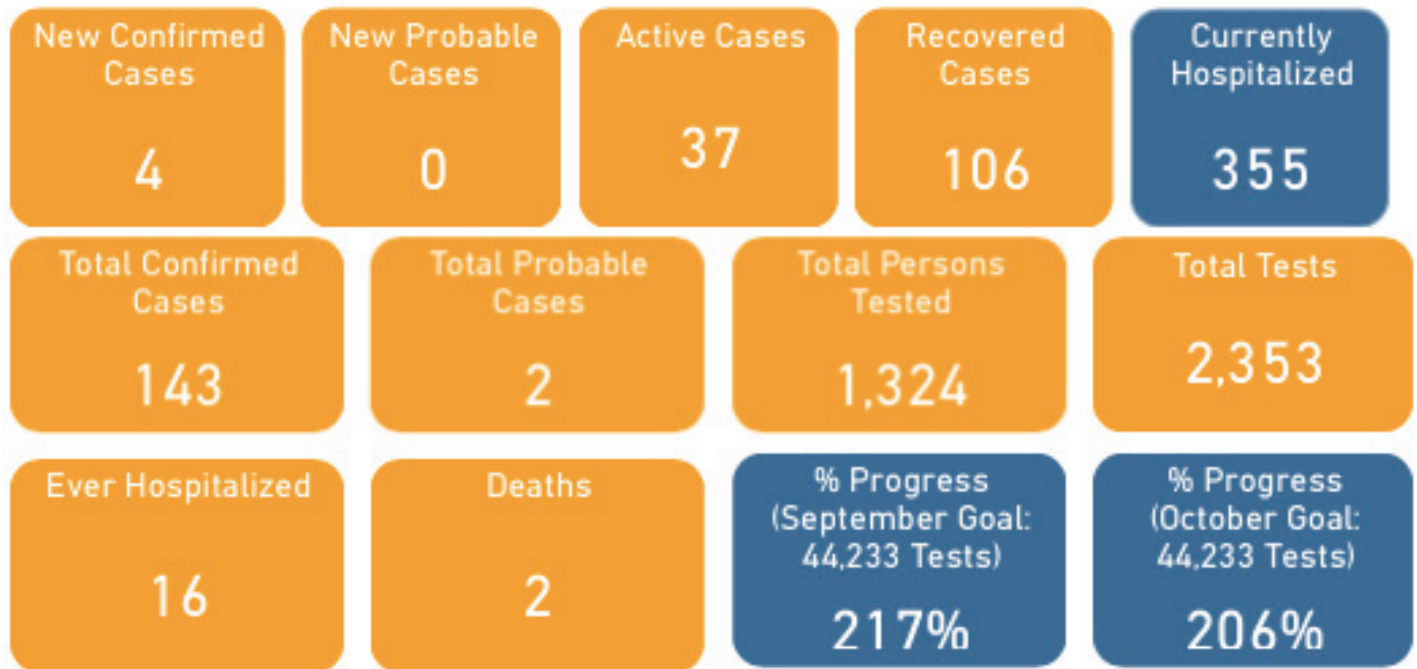 New Confirmed
Cases
4
New Probable
Cases
0
Active Cases
37
Recovered
Cases
106
Currently
Hospitalized
355
Total Confirmed
Cases
143
Total Probable
Cases
2
Total Persons
Tested
1,324
Total Tests
2,353
Ever Hospitalized
16
Deaths
2
% Progress
(September Goal:
44,233 Tests)
217%
% Progress
(October Goal:
44,233 Tests)
206%